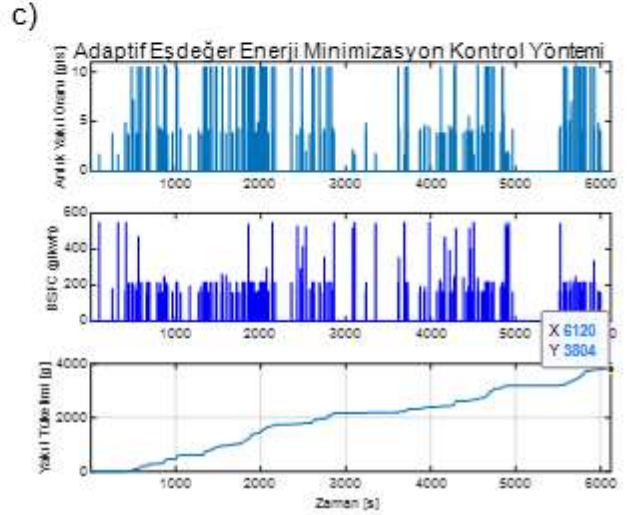 c)
Adaptif Eşdeğer Enerji Minimizasyon Kontrol Yöntemi
Anlık Yakıt Oranı [g/s]
10
5
0
1000 2000 3000 4000 5000 6000
BSFC (g/kwh)
600
400
200
0
1000 2000 3000 4000 5000
X 6120
Y 3804
Yakıt Tüketimi [g]
4000
2000
0
1000 2000 3000 4000 5000 6000
Zaman [s]